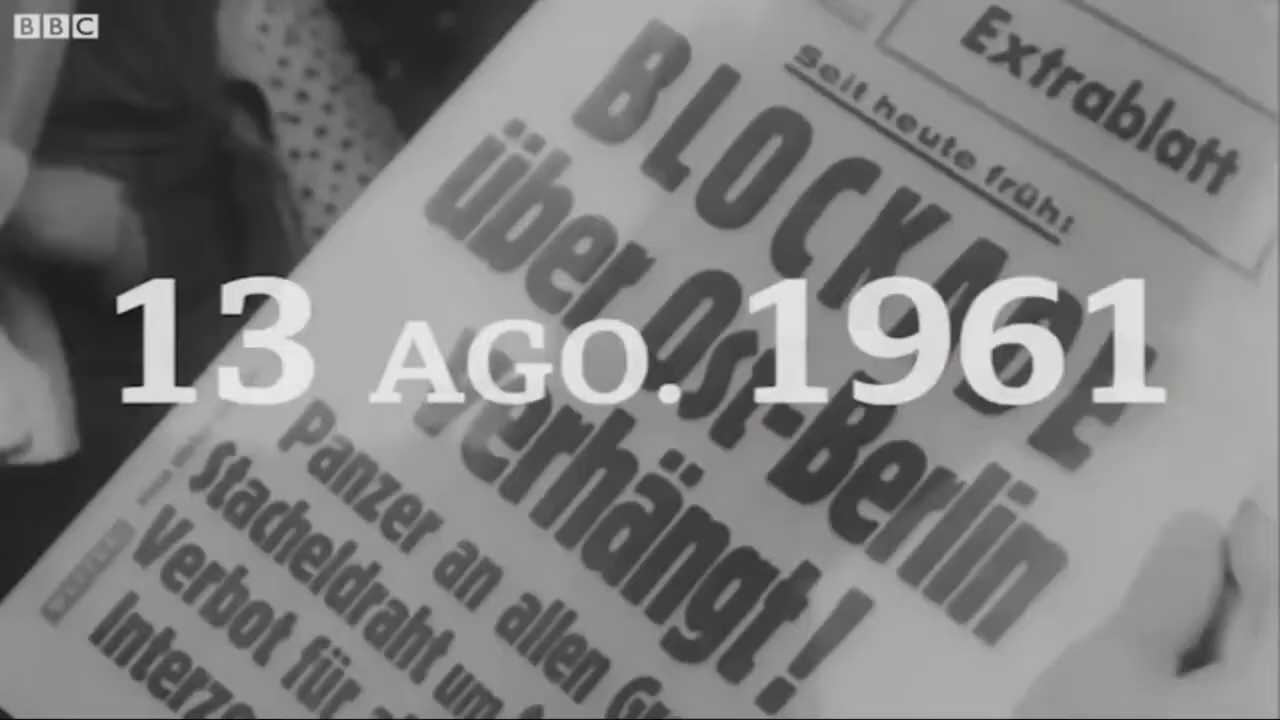 BBC
Extrablatt
Seit heute früh:
BLOCKADE
über Ost-Berlin
verhängt!
13 AGO. 1961
Panzer an allen
Stacheldraht um
Verbot für